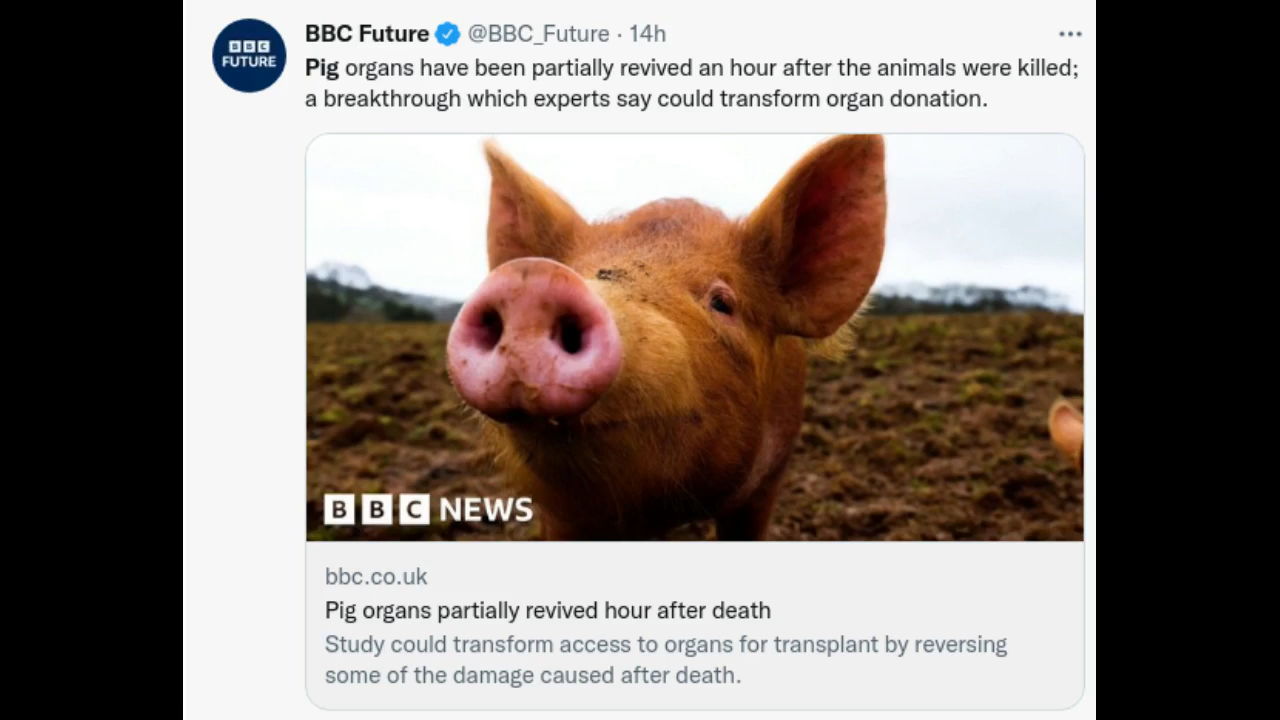 BBC FUTURE
BBC Future @BBC_Future · 14h
Pig organs have been partially revived an hour after the animals were killed;
a breakthrough which experts say could transform organ donation.
BBC NEWS
bbc.co.uk
Pig organs partially revived hour after death
Study could transform access to organs for transplant by reversing
some of the damage caused after death.